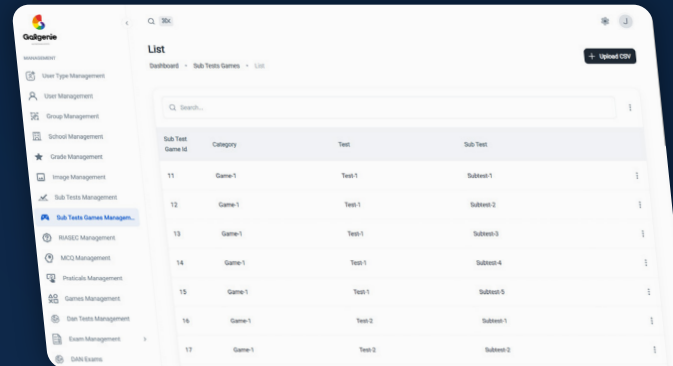 Galigenie
⌘K
J
MANAGEMENT
List
Dashboard • Sub Tests Games • List
+ Upload CSV
User Type Management
User Management
Group Management
School Management
Grade Management
Image Management
Sub Tests Management
Sub Tests Games Managem...
RIASEC Management
MCQ Management
Praticals Management
Games Management
Dan Tests Management
Exam Management
DAN Exams
Search...
Sub Test
Game Id Category Test Sub Test
11 Game-1 Test-1 Subtest-1
12 Game-1 Test-1 Subtest-2
13 Game-1 Test-1 Subtest-3
14 Game-1 Test-1 Subtest-4
15 Game-1 Test-1 Subtest-5
16 Game-1 Test-2 Subtest-1
17 Game-1 Test-2 Subtest-2